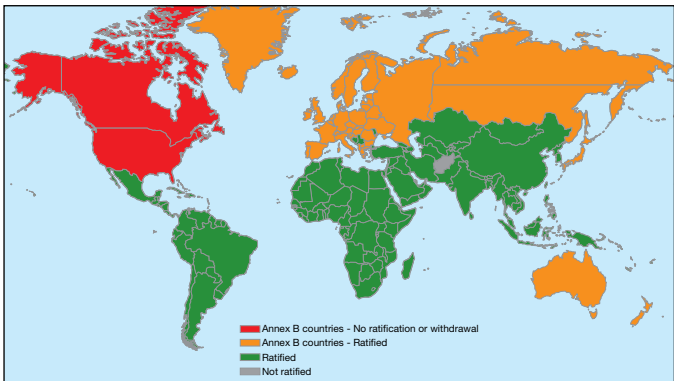 Annex B countries - No ratification or withdrawal
Annex B countries - Ratified
Ratified
Not ratified